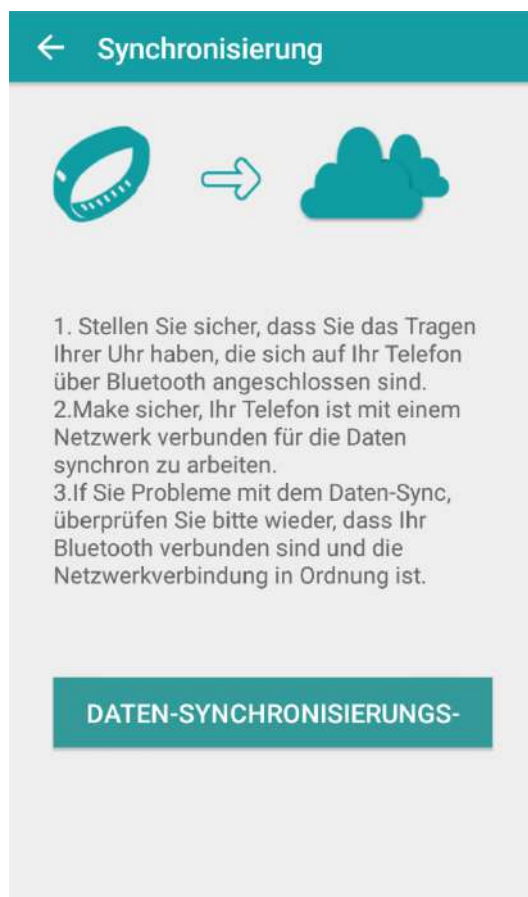 Synchronisierung
1. Stellen Sie sicher, dass Sie das Tragen
Ihrer Uhr haben, die sich auf Ihr Telefon
über Bluetooth angeschlossen sind.
2.Make sicher, Ihr Telefon ist mit einem
Netzwerk verbunden für die Daten
synchron zu arbeiten.
3.If Sie Probleme mit dem Daten-Sync,
überprüfen Sie bitte wieder, dass Ihr
Bluetooth verbunden sind und die
Netzwerkverbindung in Ordnung ist.
DATEN-SYNCHRONISIERUNGS-